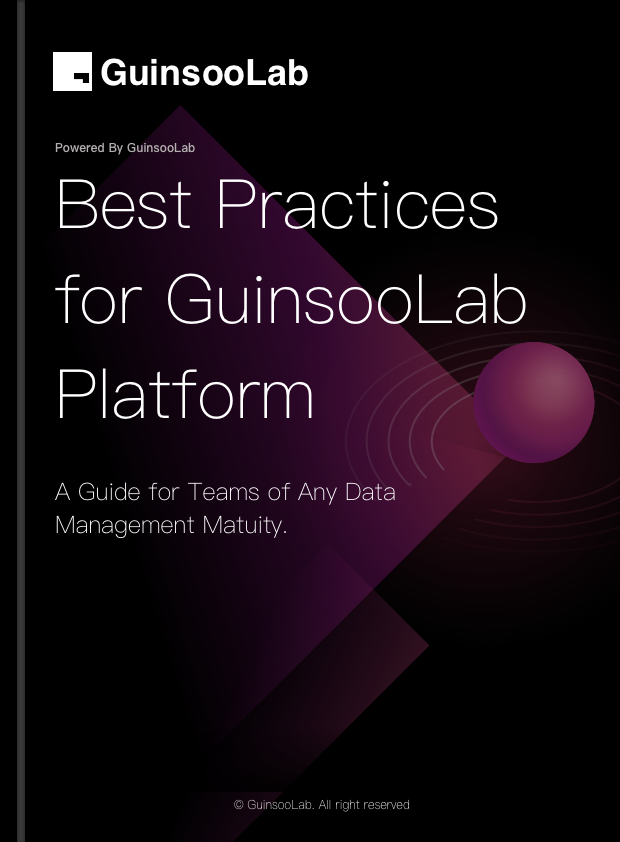 GuinsooLab
Powered By GuinsooLab
Best Practices
for GuinsooLab
Platform
A Guide for Teams of Any Data
Management Matuity.
© GuinsooLab. All right reserved